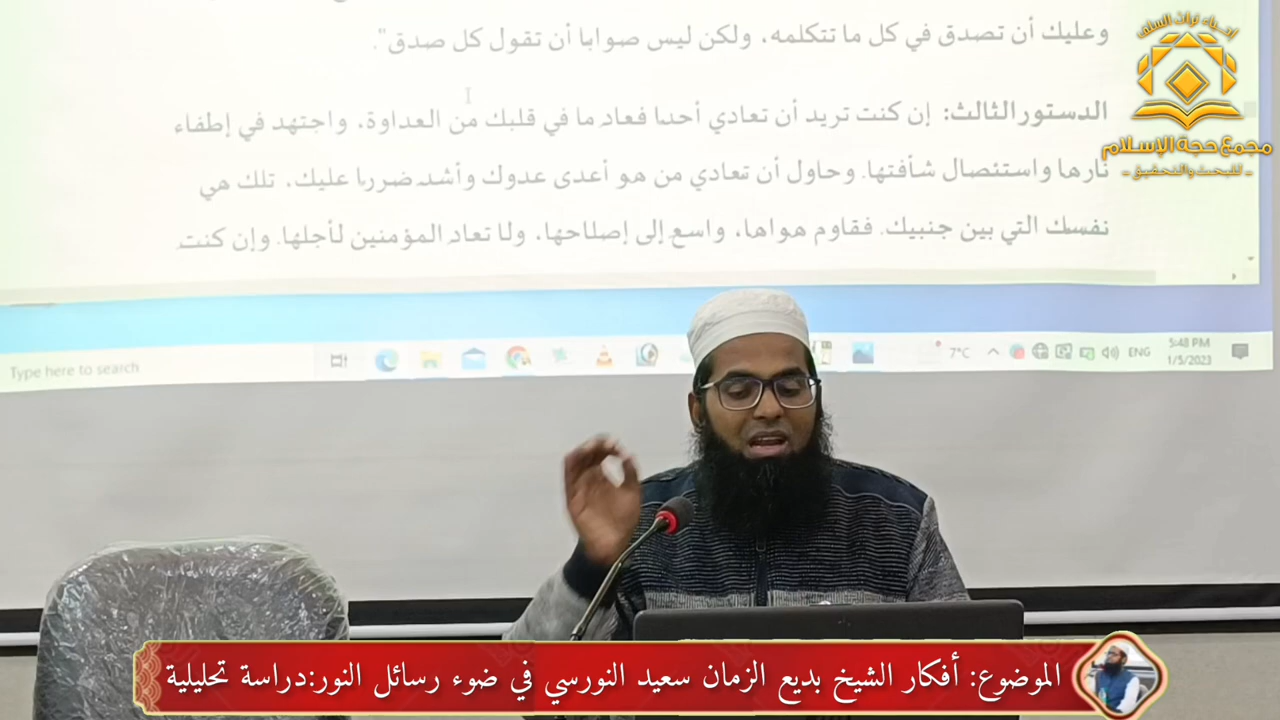 وعليك أن تصدق في كل ما تتكلمه، ولكن ليس صوابا أن تقول كل صدق".
الدستور الثالث: إن كنت تريد أن تعادي أحدا فعاد ما في قلبك من العداوة، واجتهد في إطفاء
نارها واستئصال شأفتها. وحاول أن تعادي من هو أعدى عدوك وأشد ضررا عليك، تلك هي
نفسك التي بين جنبيك. فقاوم هواها، واسع إلى إصلاحها، ولا تعاد المؤمنين لأجلها. وإن كنت
مجمع حجة الإسلام
- للبحث والتحقيق -
Type here to search
7°C
ENG
5:48 PM
1/5/2023
الموضوع: أفكار الشيخ بديع الزمان سعيد النورسي في ضوء رسائل النور:دراسة تحليلية